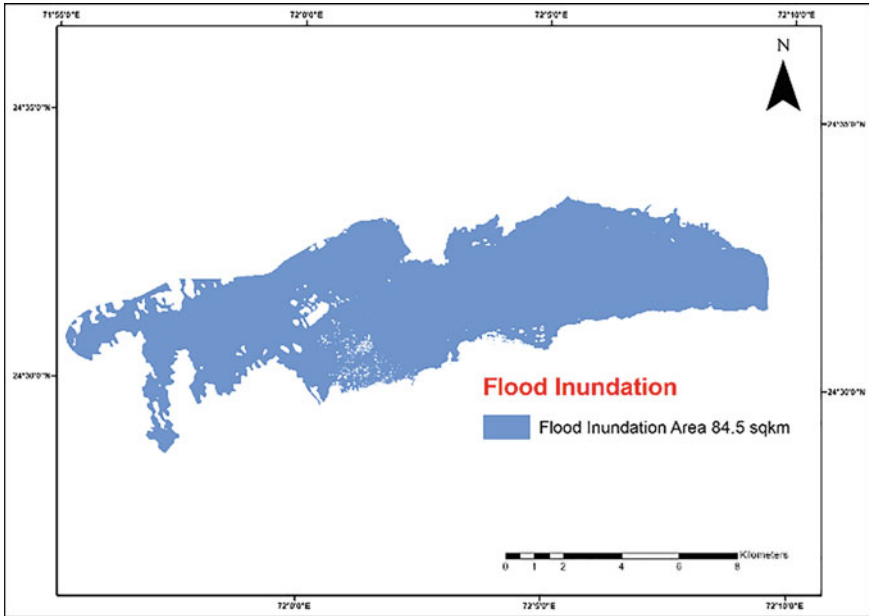 71°55'0"E 72°0'0"E 72°5'0"E 72°10'0"E
N
24°35'0"N
24°35'0"N
24°30'0"N
24°30'0"N
Flood Inundation
Flood Inundation Area 84.5 sqkm
Kilometers
0 1 2 4 6 8
72°0'0"E 72°5'0"E 72°10'0"E